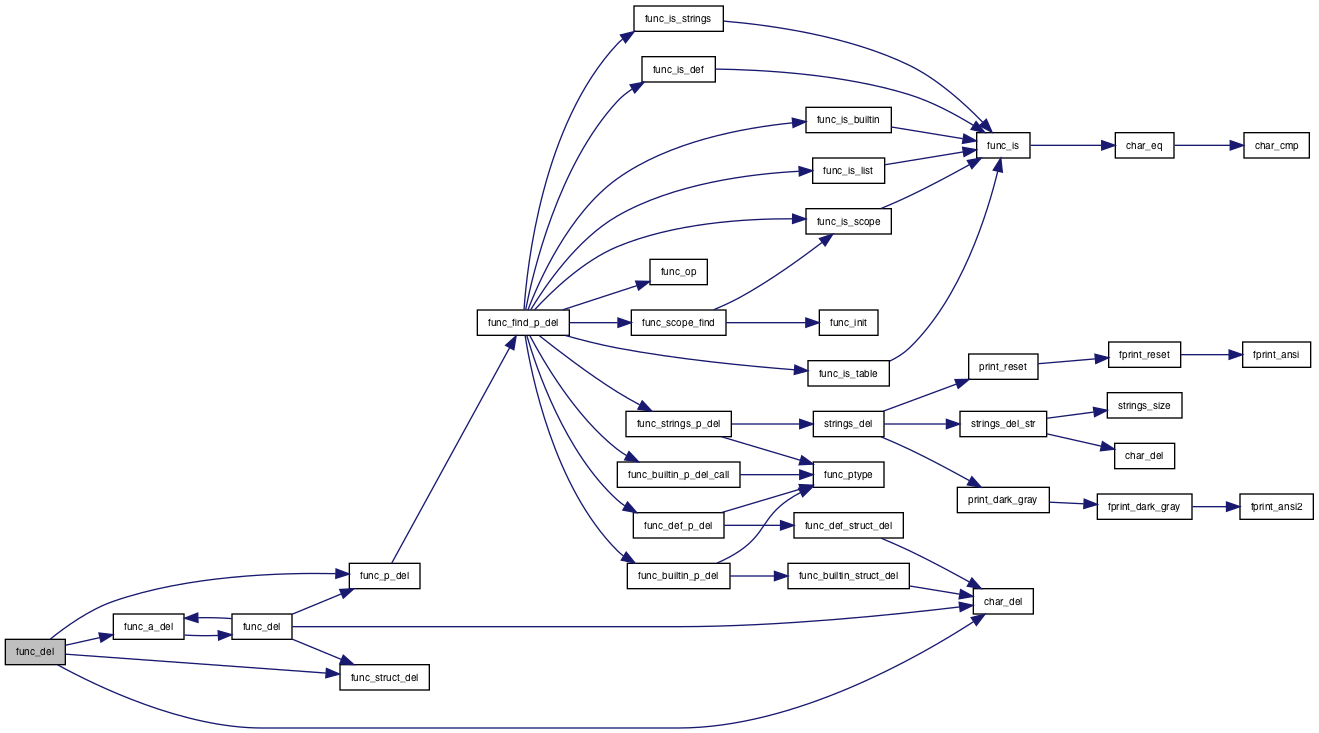 func_is_strings
func_is_def
func_is_builtin
func_is
char_eq
char_cmp
func_is_list
func_is_scope
func_op
func_find_p_del
func_scope_find
func_init
fprint_reset
fprint_ansi
print_reset
func_is_table
strings_size
func_strings_p_del
strings_del
strings_del_str
char_del
func_builtin_p_del_call
func_ptype
print_dark_gray
fprint_dark_gray
fprint_ansi2
func_def_p_del
func_def_struct_del
func_p_del
func_builtin_p_del
func_builtin_struct_del
char_del
func_a_del
func_del
func_del
func_struct_del